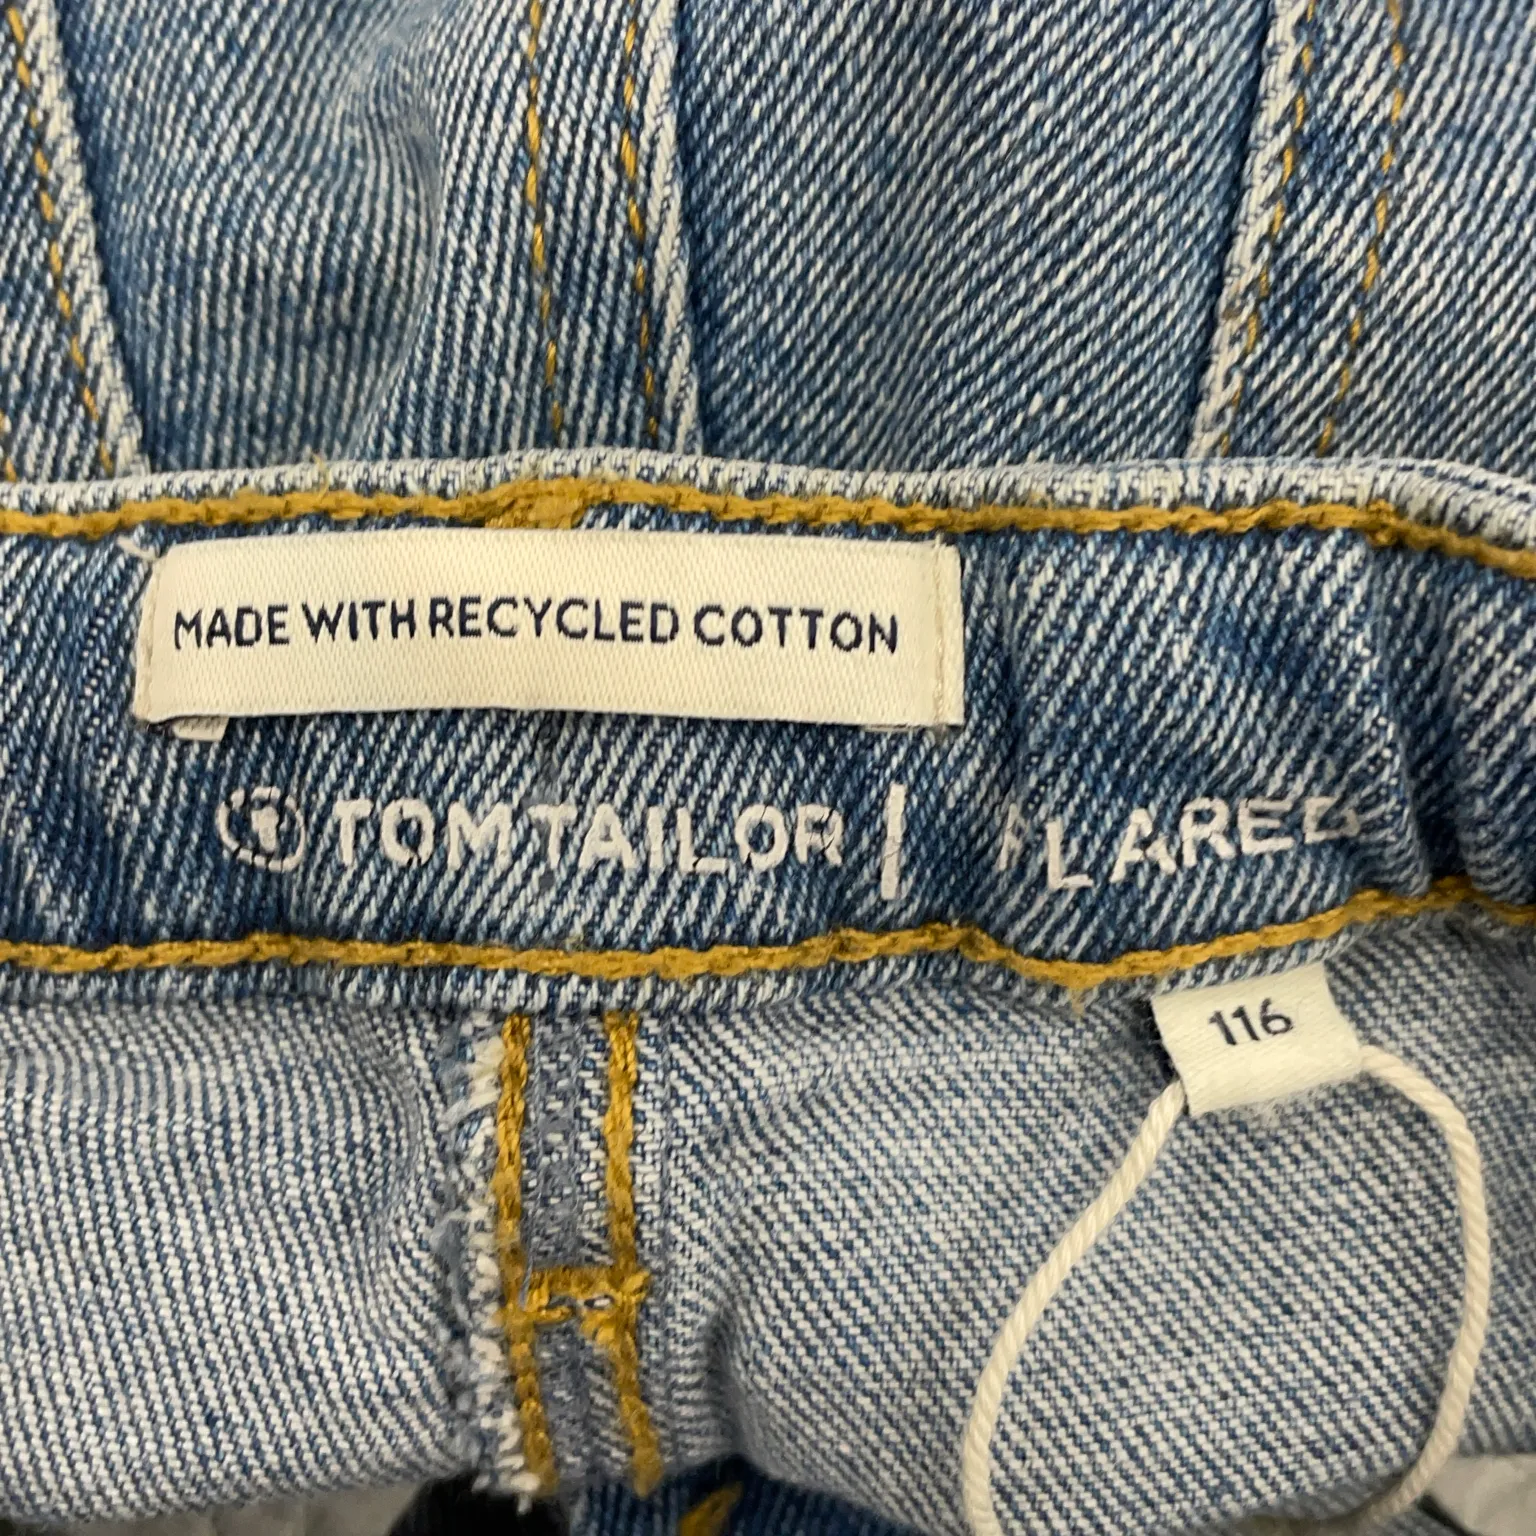 MADE WITH RECYCLED COTTON
TOM TAILOR | FLARED
116